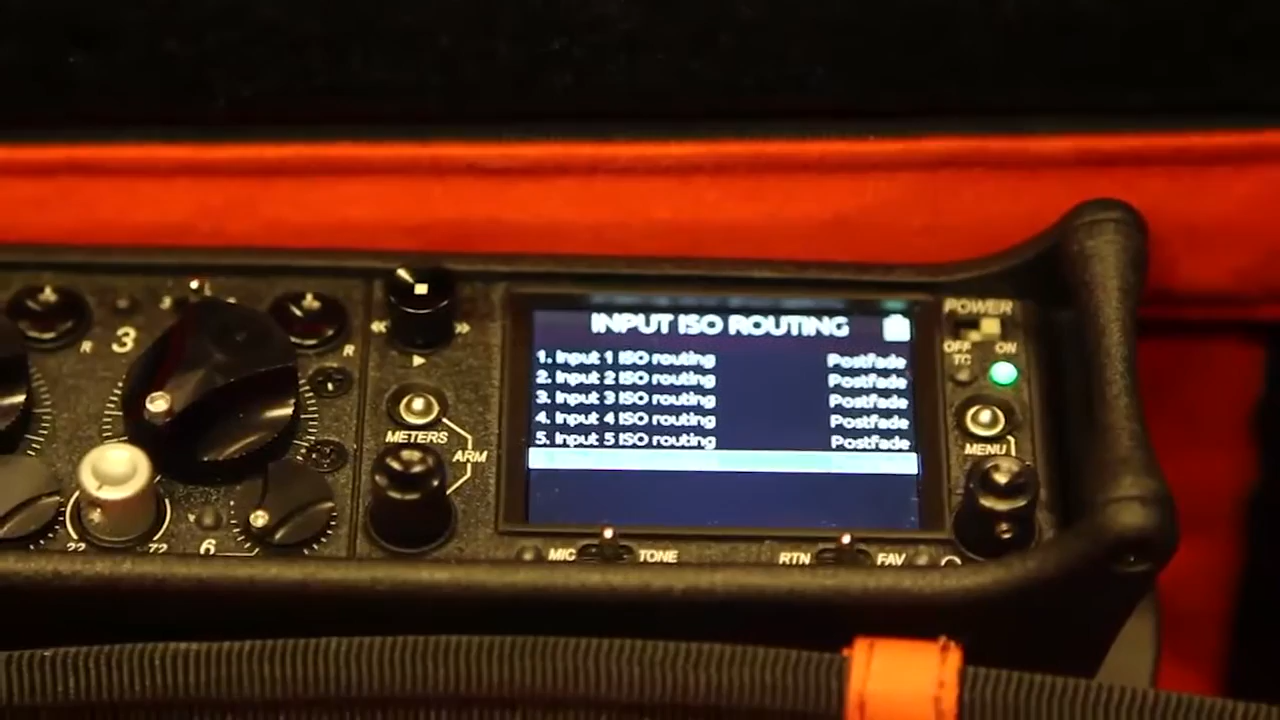 INPUT ISO ROUTING
1. Input 1 ISO routing Postfade
2. Input 2 ISO routing Postfade
3. Input 3 ISO routing Postfade
4. Input 4 ISO routing Postfade
5. Input 5 ISO routing Postfade
POWER
OFF ON
TC
MENU
R
3
3
R
METERS
ARM
22 72
6
MIC TONE
RTN FAV